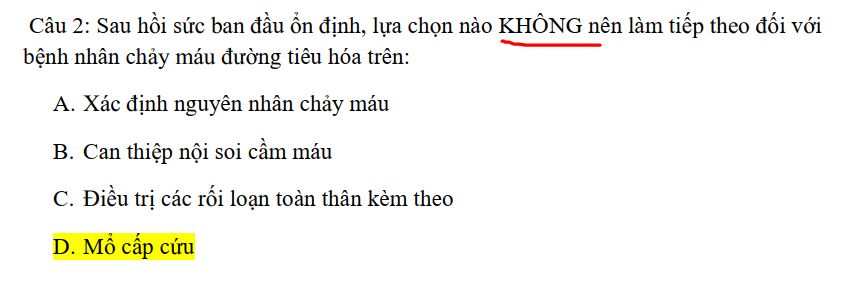 Câu 2: Sau hồi sức ban đầu ổn định, lựa chọn nào KHÔNG nên làm tiếp theo đối với
bệnh nhân chảy máu đường tiêu hóa trên:
A. Xác định nguyên nhân chảy máu
B. Can thiệp nội soi cầm máu
C. Điều trị các rối loạn toàn thân kèm theo
D. Mổ cấp cứu